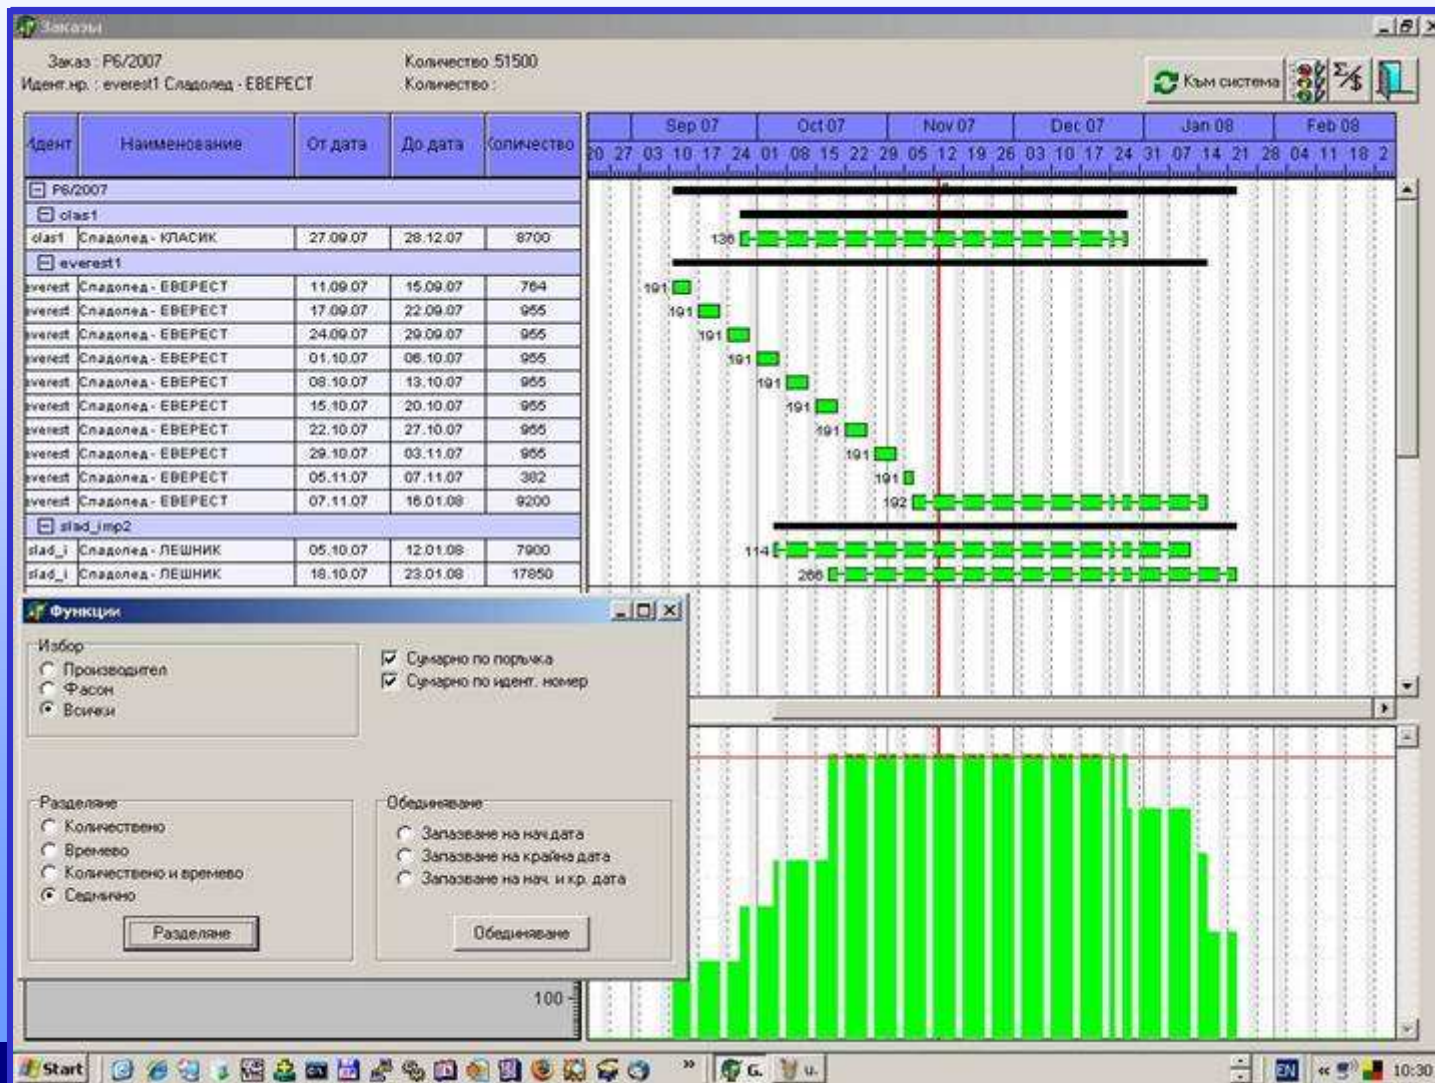 Заказы
Заказ : P6/2007 Количество :51500
Идент.нр. : everest1 Сладолед - ЕВЕРЕСТ Количество :
Към система
Идент Наименование От дата До дата Количество
Sep 07 Oct 07 Nov 07 Dec 07 Jan 08 Feb 08
20 27 03 10 17 24 01 08 15 22 29 05 12 19 26 03 10 17 24 31 07 14 21 28 04 11 18 2
P6/2007
clas1
clas1 Сладолед - КЛАСИК 27.09.07 28.12.07 8700 136
everest1
everest Сладолед - ЕВЕРЕСТ 11.09.07 15.09.07 764 191
everest Сладолед - ЕВЕРЕСТ 17.09.07 22.09.07 955 191
everest Сладолед - ЕВЕРЕСТ 24.09.07 29.09.07 955 191
everest Сладолед - ЕВЕРЕСТ 01.10.07 06.10.07 955 191
everest Сладолед - ЕВЕРЕСТ 08.10.07 13.10.07 955 191
everest Сладолед - ЕВЕРЕСТ 15.10.07 20.10.07 955 191
everest Сладолед - ЕВЕРЕСТ 22.10.07 27.10.07 955 191
everest Сладолед - ЕВЕРЕСТ 29.10.07 03.11.07 955 191
everest Сладолед - ЕВЕРЕСТ 05.11.07 07.11.07 382 191
everest Сладолед - ЕВЕРЕСТ 07.11.07 16.01.08 9200 192
slad_imp2
slad_i Сладолед - ЛЕШНИК 05.10.07 12.01.08 7900 114
slad_i Сладолед - ЛЕШНИК 18.10.07 23.01.08 17850 266
Функции
Избор
Производител
Фасон
Всички
Сумарно по поръчка
Сумарно по идент. номер
Разделяне
Количествено
Времево
Количествено и времево
Седмично
Разделяне
Обединяване
Запазване на нач.дата
Запазване на крайна дата
Запазване на нач. и кр. дата
Обединяване
100
Start
G.
u.
EN
10:30